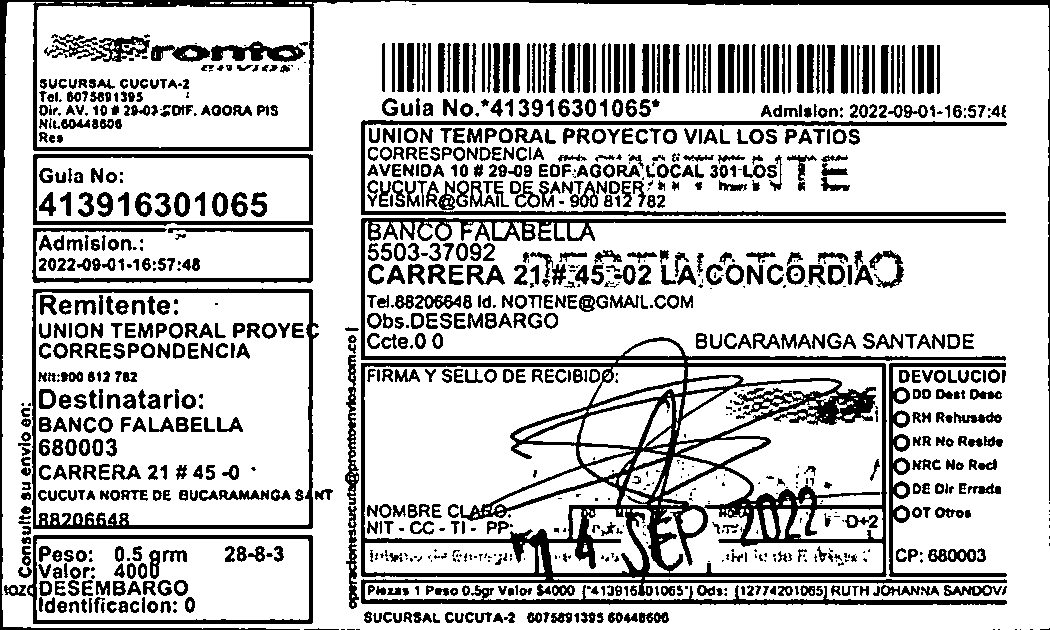 Pronto
ENVIOS
SUCURSAL CUCUTA-2
Tel. 6075891395
Dir. AV. 10 # 29-03 EDIF. AGORA PIS
Nit.60448606
Res
Guia No:
413916301065
Admision.:
2022-09-01-16:57:48
Remitente:
UNION TEMPORAL PROYEC
CORRESPONDENCIA
Nit:900 812 782
Destinatario:
BANCO FALABELLA
680003
CARRERA 21 # 45 -0
CUCUTA NORTE DE BUCARAMANGA SANT
88206648
Peso: 0.5 grm 28-8-3
Valor: 4000
DESEMBARGO
Identificacion: 0
Consulte su envio en:
operacionescucuta@prontoenvios.com.co
Guia No.*413916301065*
Admision: 2022-09-01-16:57:48
UNION TEMPORAL PROYECTO VIAL LOS PATIOS
CORRESPONDENCIA
AVENIDA 10 # 29-09 EDF AGORA LOCAL 301 LOS
CUCUTA NORTE DE SANTANDER
YEISMIR@GMAIL COM - 900 812 782
BANCO FALABELLA
5503-37092
CARRERA 21 # 45-02 LA CONCORDIA
Tel.88206648 Id. NOTIENE@GMAIL.COM
Obs.DESEMBARGO
Ccte.0 0
BUCARAMANGA SANTANDE
FIRMA Y SELLO DE RECIBIDO:
NOMBRE CLARO:
NIT - CC - TI - PP:
14 SEP 2022
D+2
DEVOLUCION
DD Dest Desc
RH Rehusado
NR No Reside
NRC No Recl
DE Dir Errada
OT Otros
CP: 680003
Piezas 1 Peso 0.5gr Valor $4000 (*413916301065*) Ods: (12774201065) RUTH JOHANNA SANDOVA
SUCURSAL CUCUTA-2 6075891395 60448606